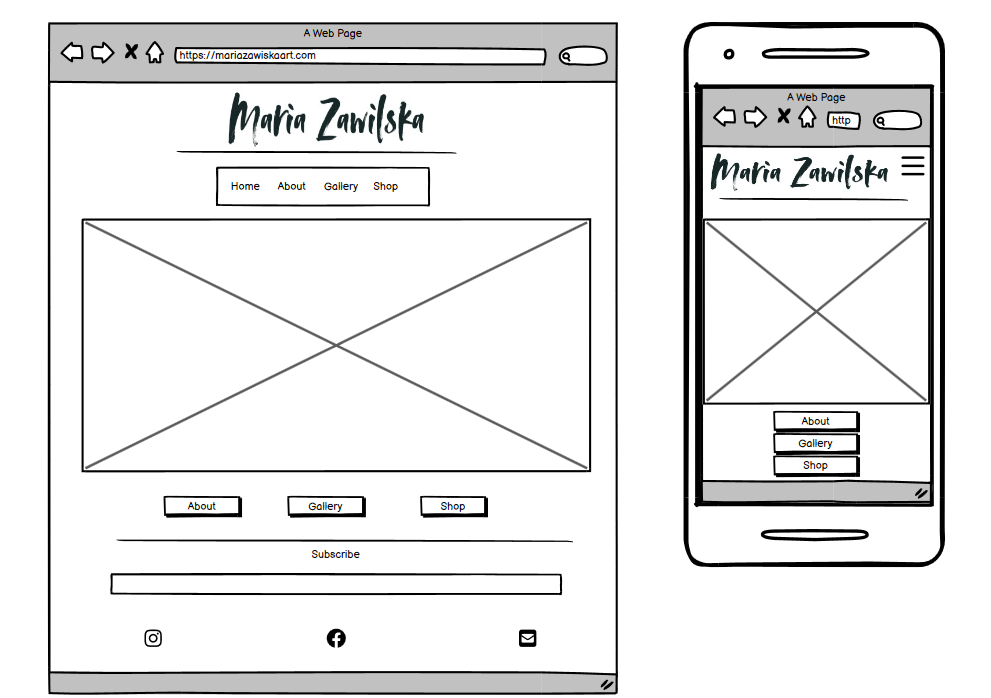 A Web Page
https://mariazawiskaart.com
Maria Zawilska
Home About Gallery Shop
About Gallery Shop
Subscribe
A Web Page
http
Maria Zawilska
About
Gallery
Shop